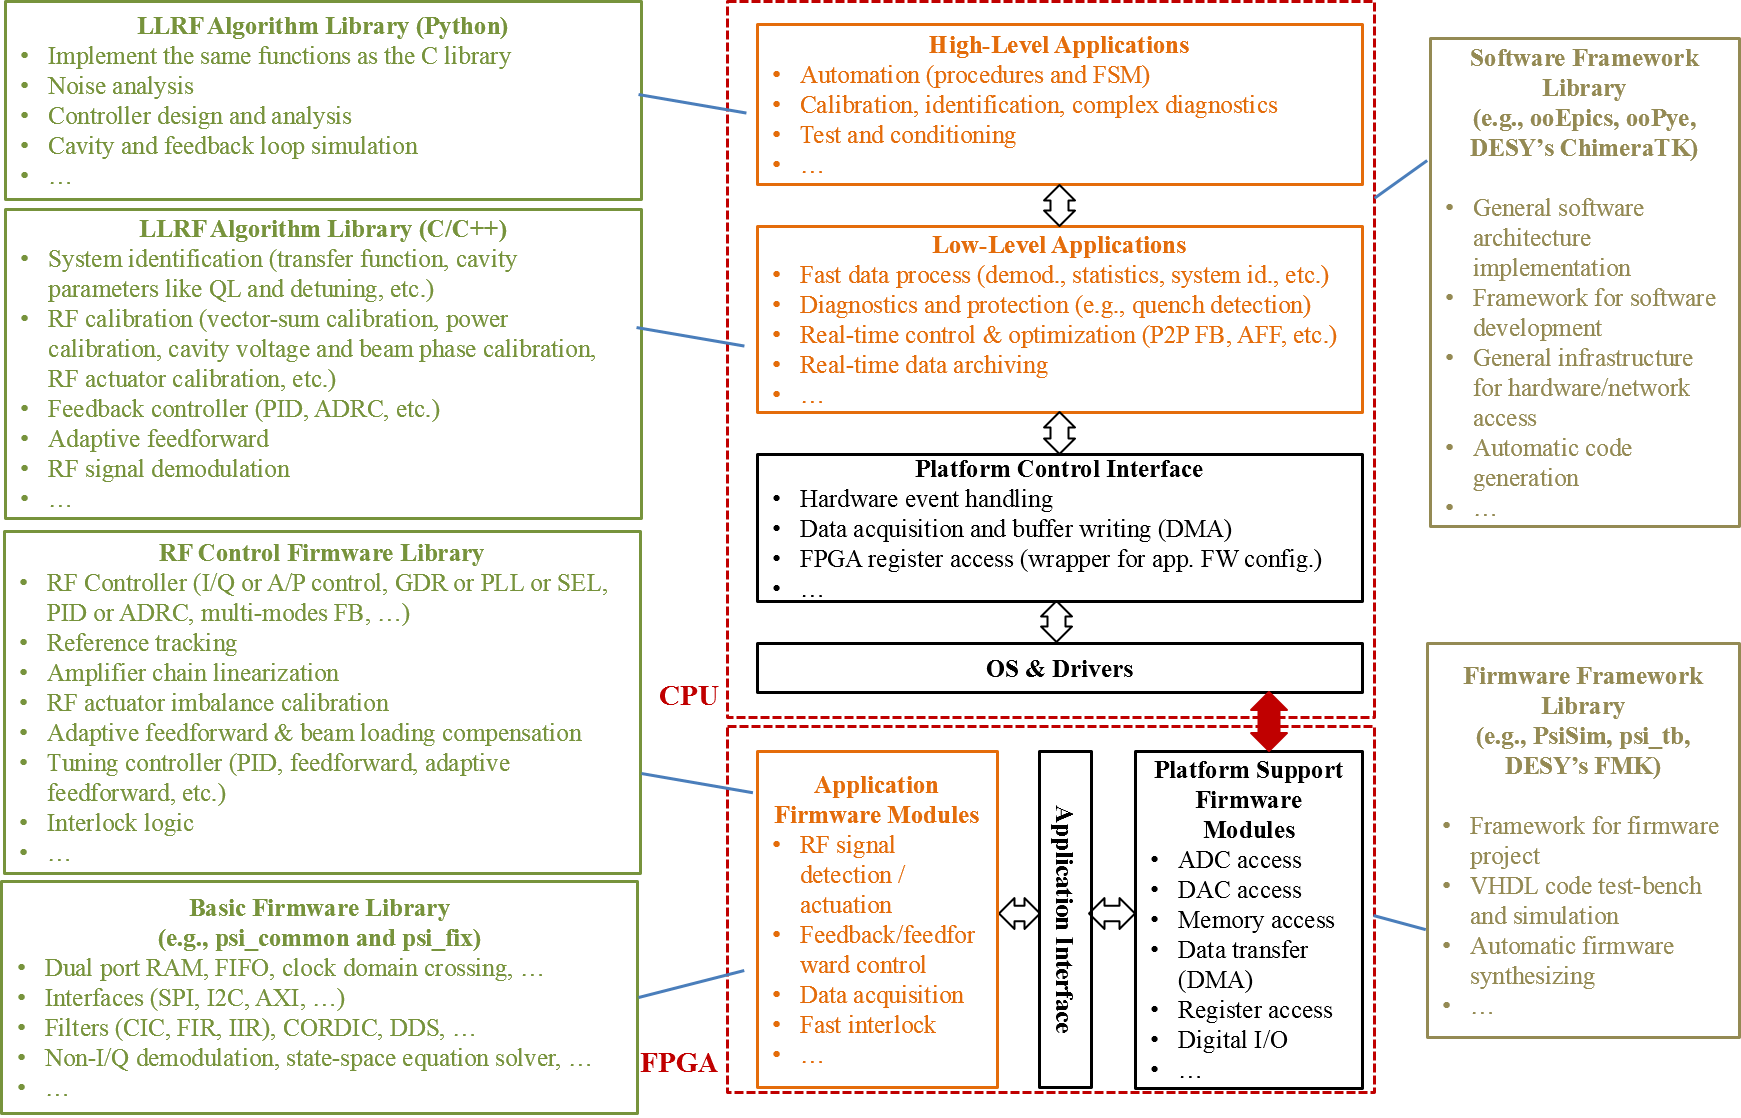 LLRF Algorithm Library (Python)
• Implement the same functions as the C library
• Noise analysis
• Controller design and analysis
• Cavity and feedback loop simulation
• …
LLRF Algorithm Library (C/C++)
• System identification (transfer function, cavity
parameters like QL and detuning, etc.)
• RF calibration (vector-sum calibration, power
calibration, cavity voltage and beam phase calibration,
RF actuator calibration, etc.)
• Feedback controller (PID, ADRC, etc.)
• Adaptive feedforward
• RF signal demodulation
• …
RF Control Firmware Library
• RF Controller (I/Q or A/P control, GDR or PLL or SEL,
PID or ADRC, multi-modes FB, …)
• Reference tracking
• Amplifier chain linearization
• RF actuator imbalance calibration
• Adaptive feedforward & beam loading compensation
• Tuning controller (PID, feedforward, adaptive
feedforward, etc.)
• Interlock logic
• …
Basic Firmware Library
(e.g., psi_common and psi_fix)
• Dual port RAM, FIFO, clock domain crossing, …
• Interfaces (SPI, I2C, AXI, …)
• Filters (CIC, FIR, IIR), CORDIC, DDS, …
• Non-I/Q demodulation, state-space equation solver, …
• …
High-Level Applications
• Automation (procedures and FSM)
• Calibration, identification, complex diagnostics
• Test and conditioning
• …
Low-Level Applications
• Fast data process (demod., statistics, system id., etc.)
• Diagnostics and protection (e.g., quench detection)
• Real-time control & optimization (P2P FB, AFF, etc.)
• Real-time data archiving
• …
Platform Control Interface
• Hardware event handling
• Data acquisition and buffer writing (DMA)
• FPGA register access (wrapper for app. FW config.)
• …
OS & Drivers
CPU
Application
Firmware Modules
• RF signal
detection /
actuation
• Feedback/feedfor
ward control
• Data acquisition
• Fast interlock
• …
Application Interface
Platform Support
Firmware
Modules
• ADC access
• DAC access
• Memory access
• Data transfer
(DMA)
• Register access
• Digital I/O
• …
FPGA
Software Framework
Library
(e.g., ooEpics, ooPye,
DESY’s ChimeraTK)
• General software
architecture
implementation
• Framework for software
development
• General infrastructure
for hardware/network
access
• Automatic code
generation
• …
Firmware Framework
Library
(e.g., PsiSim, psi_tb,
DESY’s FMK)
• Framework for firmware
project
• VHDL code test-bench
and simulation
• Automatic firmware
synthesizing
• …